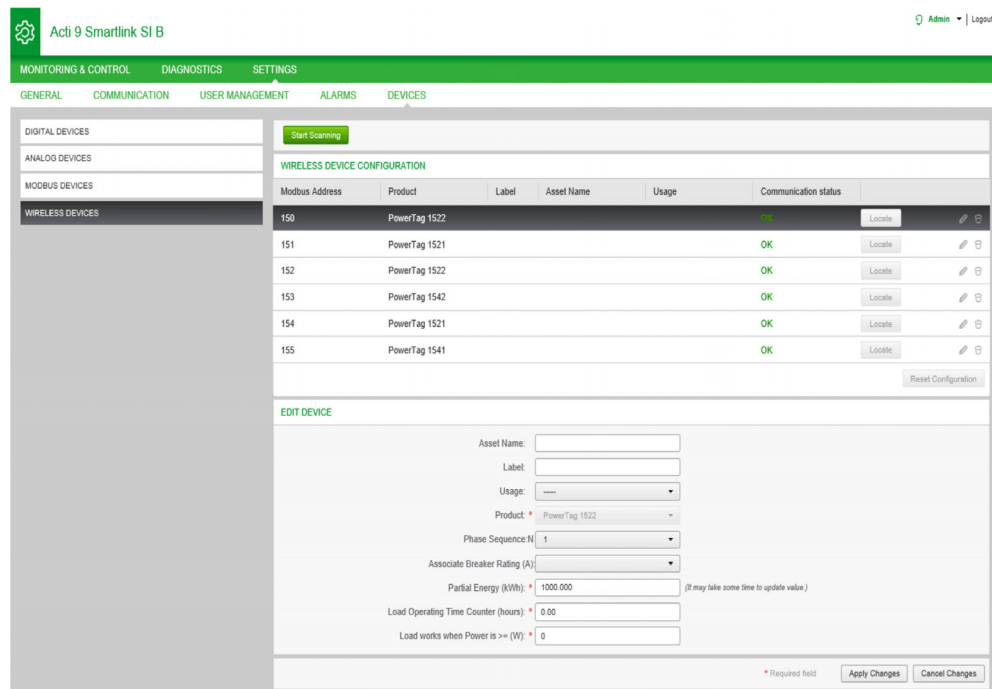 Acti 9 Smartlink SI B
Admin | Logout
MONITORING & CONTROL DIAGNOSTICS SETTINGS
GENERAL COMMUNICATION USER MANAGEMENT ALARMS DEVICES
DIGITAL DEVICES
ANALOG DEVICES
MODBUS DEVICES
WIRELESS DEVICES
Start Scanning
WIRELESS DEVICE CONFIGURATION
Modbus Address Product Label Asset Name Usage Communication status
150 PowerTag 1522 OK Locate
151 PowerTag 1521 OK Locate
152 PowerTag 1522 OK Locate
153 PowerTag 1542 OK Locate
154 PowerTag 1521 OK Locate
155 PowerTag 1541 OK Locate
Reset Configuration
EDIT DEVICE
Asset Name:
Label:
Usage: -----
Product: * PowerTag 1522
Phase Sequence:N 1
Associate Breaker Rating (A):
Partial Energy (kWh): * 1000.000 (It may take some time to update value.)
Load Operating Time Counter (hours): * 0.00
Load works when Power is >= (W): * 0
* Required field Apply Changes Cancel Changes